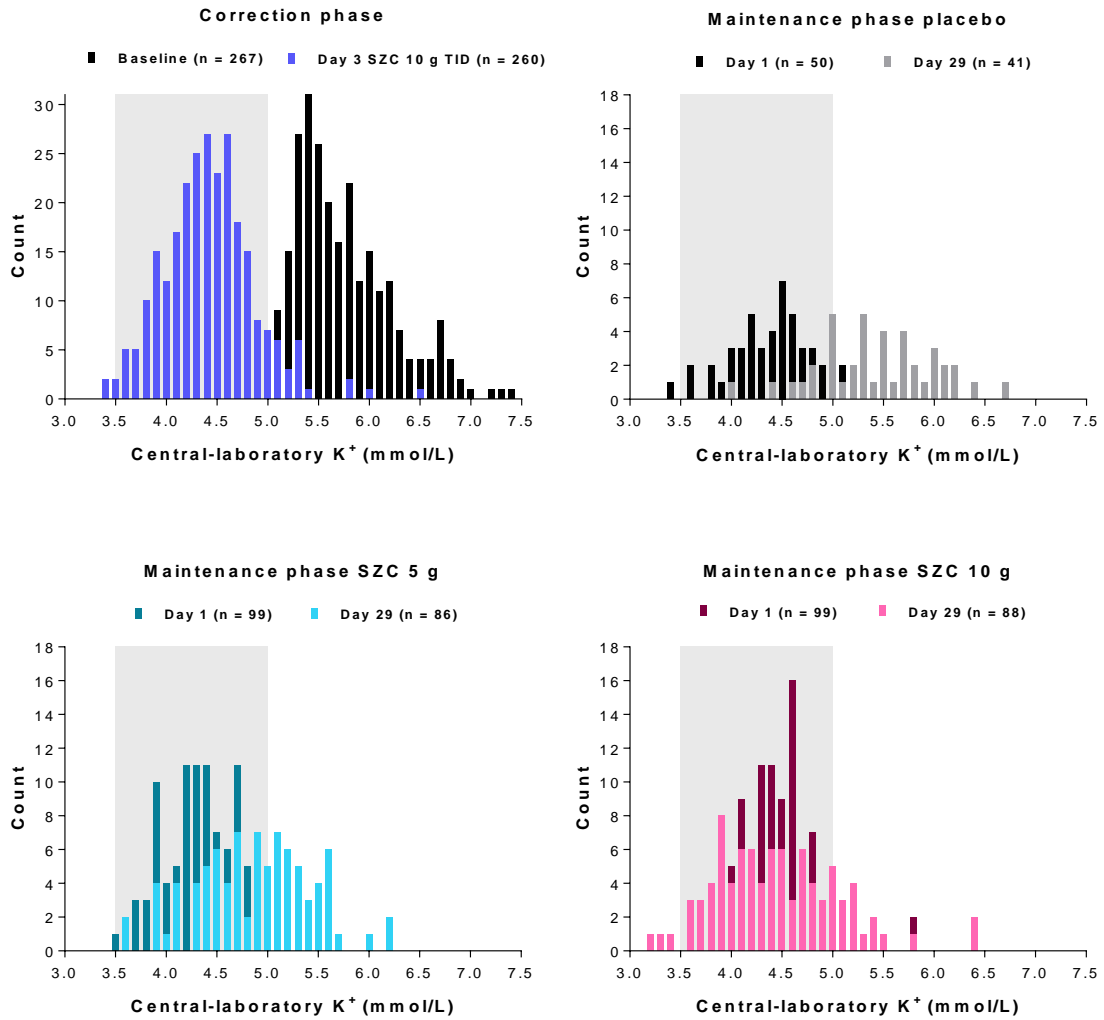 Correction phase
Baseline (n = 267) Day 3 SZC 10 g TID (n = 260)
30
25
20
15
10
5
0
Count
3.0 3.5 4.0 4.5 5.0 5.5 6.0 6.5 7.0 7.5
Central-laboratory K+ (mmol/L)
Maintenance phase placebo
Day 1 (n = 50) Day 29 (n = 41)
18
16
14
12
10
8
6
4
2
0
Count
3.0 3.5 4.0 4.5 5.0 5.5 6.0 6.5 7.0 7.5
Central-laboratory K+ (mmol/L)
Maintenance phase SZC 5 g
Day 1 (n = 99) Day 29 (n = 86)
18
16
14
12
10
8
6
4
2
0
Count
3.0 3.5 4.0 4.5 5.0 5.5 6.0 6.5 7.0 7.5
Central-laboratory K+ (mmol/L)
Maintenance phase SZC 10 g
Day 1 (n = 99) Day 29 (n = 88)
18
16
14
12
10
8
6
4
2
0
Count
3.0 3.5 4.0 4.5 5.0 5.5 6.0 6.5 7.0 7.5
Central-laboratory K+ (mmol/L)